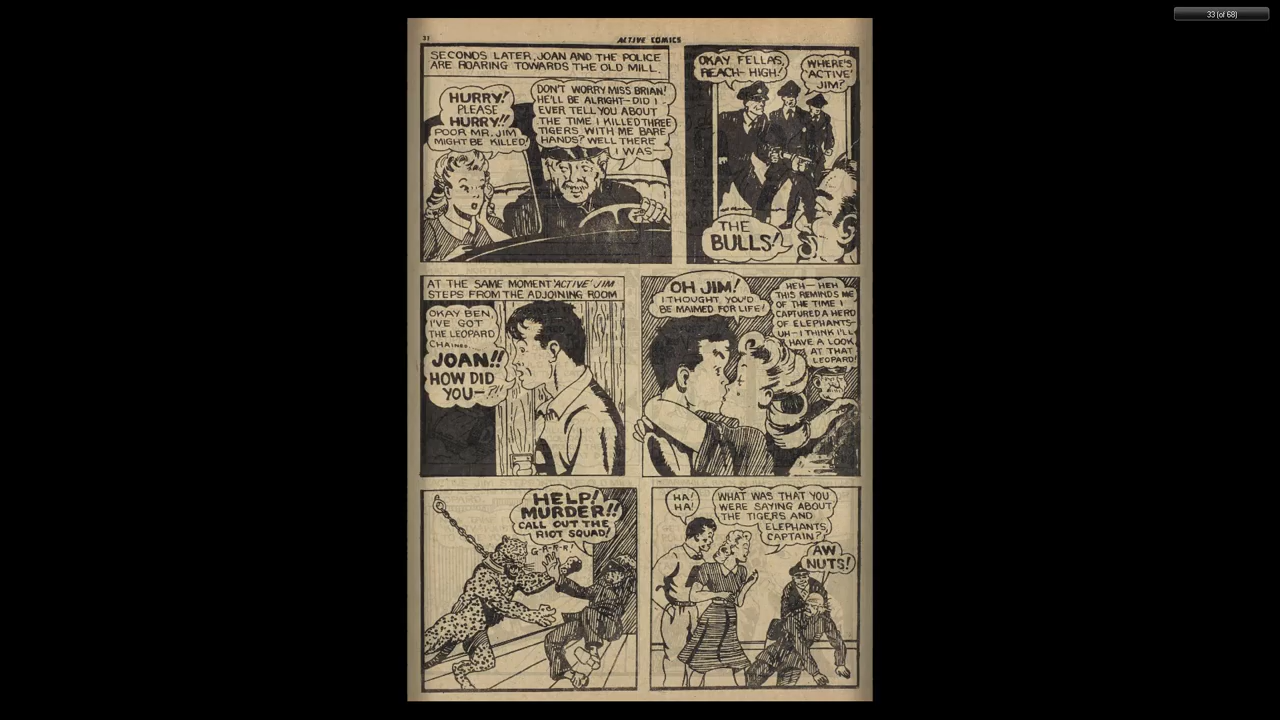 33 (of 68)
31
ACTIVE COMICS
SECONDS LATER, JOAN AND THE POLICE
ARE ROARING TOWARDS THE OLD MILL.
HURRY!
PLEASE
HURRY!!
POOR MR. JIM
MIGHT BE KILLED!
DON'T WORRY MISS BRIAN!
HE'LL BE ALRIGHT-DID I
EVER TELL YOU ABOUT
THE TIME I KILLED THREE
TIGERS WITH ME BARE
HANDS? WELL THERE
I WAS-
OKAY FELLAS,
REACH-HIGH!
WHERE'S
'ACTIVE'
JIM?
THE
BULLS!
AT THE SAME MOMENT 'ACTIVE' JIM
STEPS FROM THE ADJOINING ROOM
OKAY BEN,
I'VE GOT
THE LEOPARD
CHAINED...
JOAN!!
HOW DID
YOU-?!!
OH JIM!
I THOUGHT YOU'D
BE MAIMED FOR LIFE!
HEH-HEH
THIS REMINDS ME
OF THE TIME I
CAPTURED A HERD
OF ELEPHANTS-
UH-I THINK I'LL
HAVE A LOOK
AT THAT
LEOPARD!
HELP!
MURDER!!
CALL OUT THE
RIOT SQUAD!
G-R-R-R!
HA!
HA!
WHAT WAS THAT YOU
WERE SAYING ABOUT
THE TIGERS AND
ELEPHANTS,
CAPTAIN?
AW
NUTS!